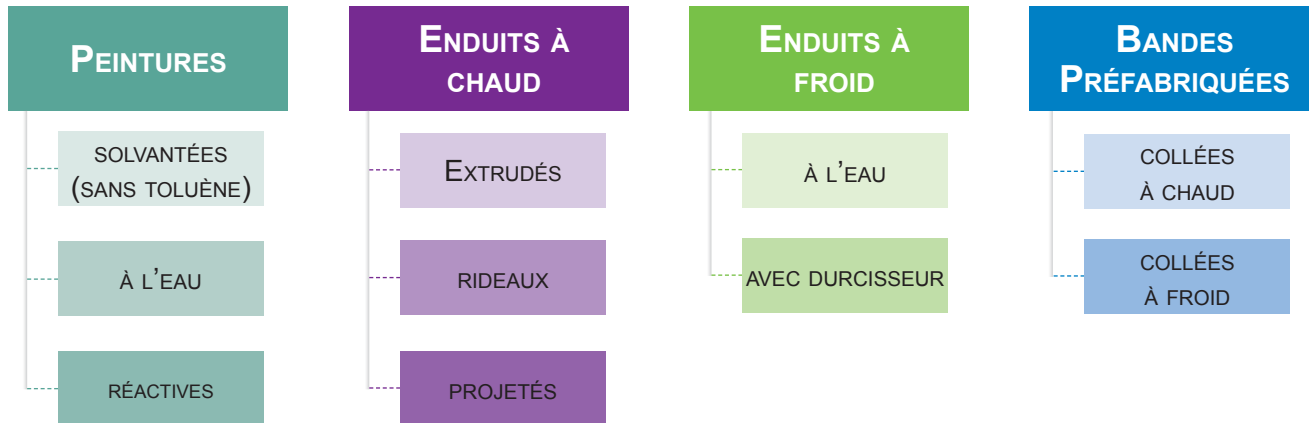 Peintures
solvantées
(sans toluène)
à l'eau
réactives
Enduits à
chaud
Extrudés
rideaux
projetés
Enduits à
froid
à l'eau
avec durcisseur
Bandes
Préfabriquées
collées
à chaud
collées
à froid